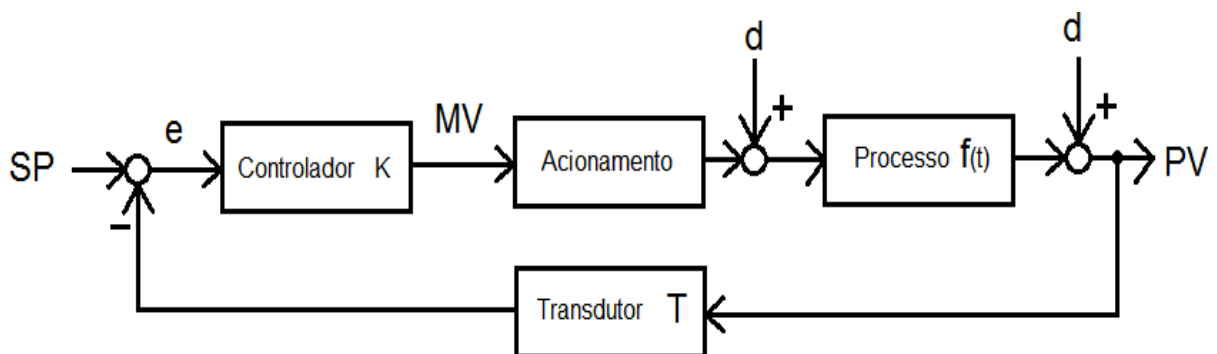 d
d
+
+
MV
e
SP
Controlador K
Acionamento
Processo f(t)
PV
−
Transdutor T